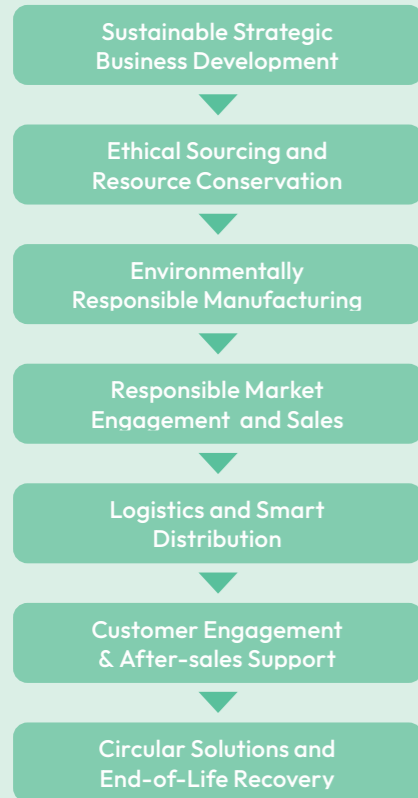 Sustainable Strategic
Business Development
Ethical Sourcing and
Resource Conservation
Environmentally
Responsible Manufacturing
Responsible Market
Engagement and Sales
Logistics and Smart
Distribution
Customer Engagement
& After-sales Support
Circular Solutions and
End-of-Life Recovery